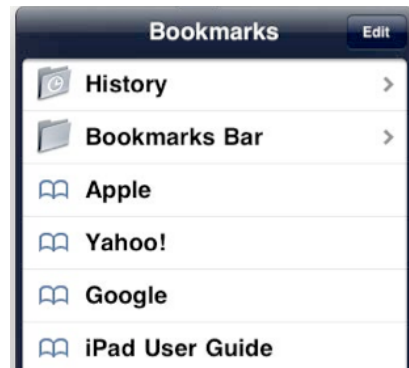 Bookmarks
Edit
History
Bookmarks Bar
Apple
Yahoo!
Google
iPad User Guide